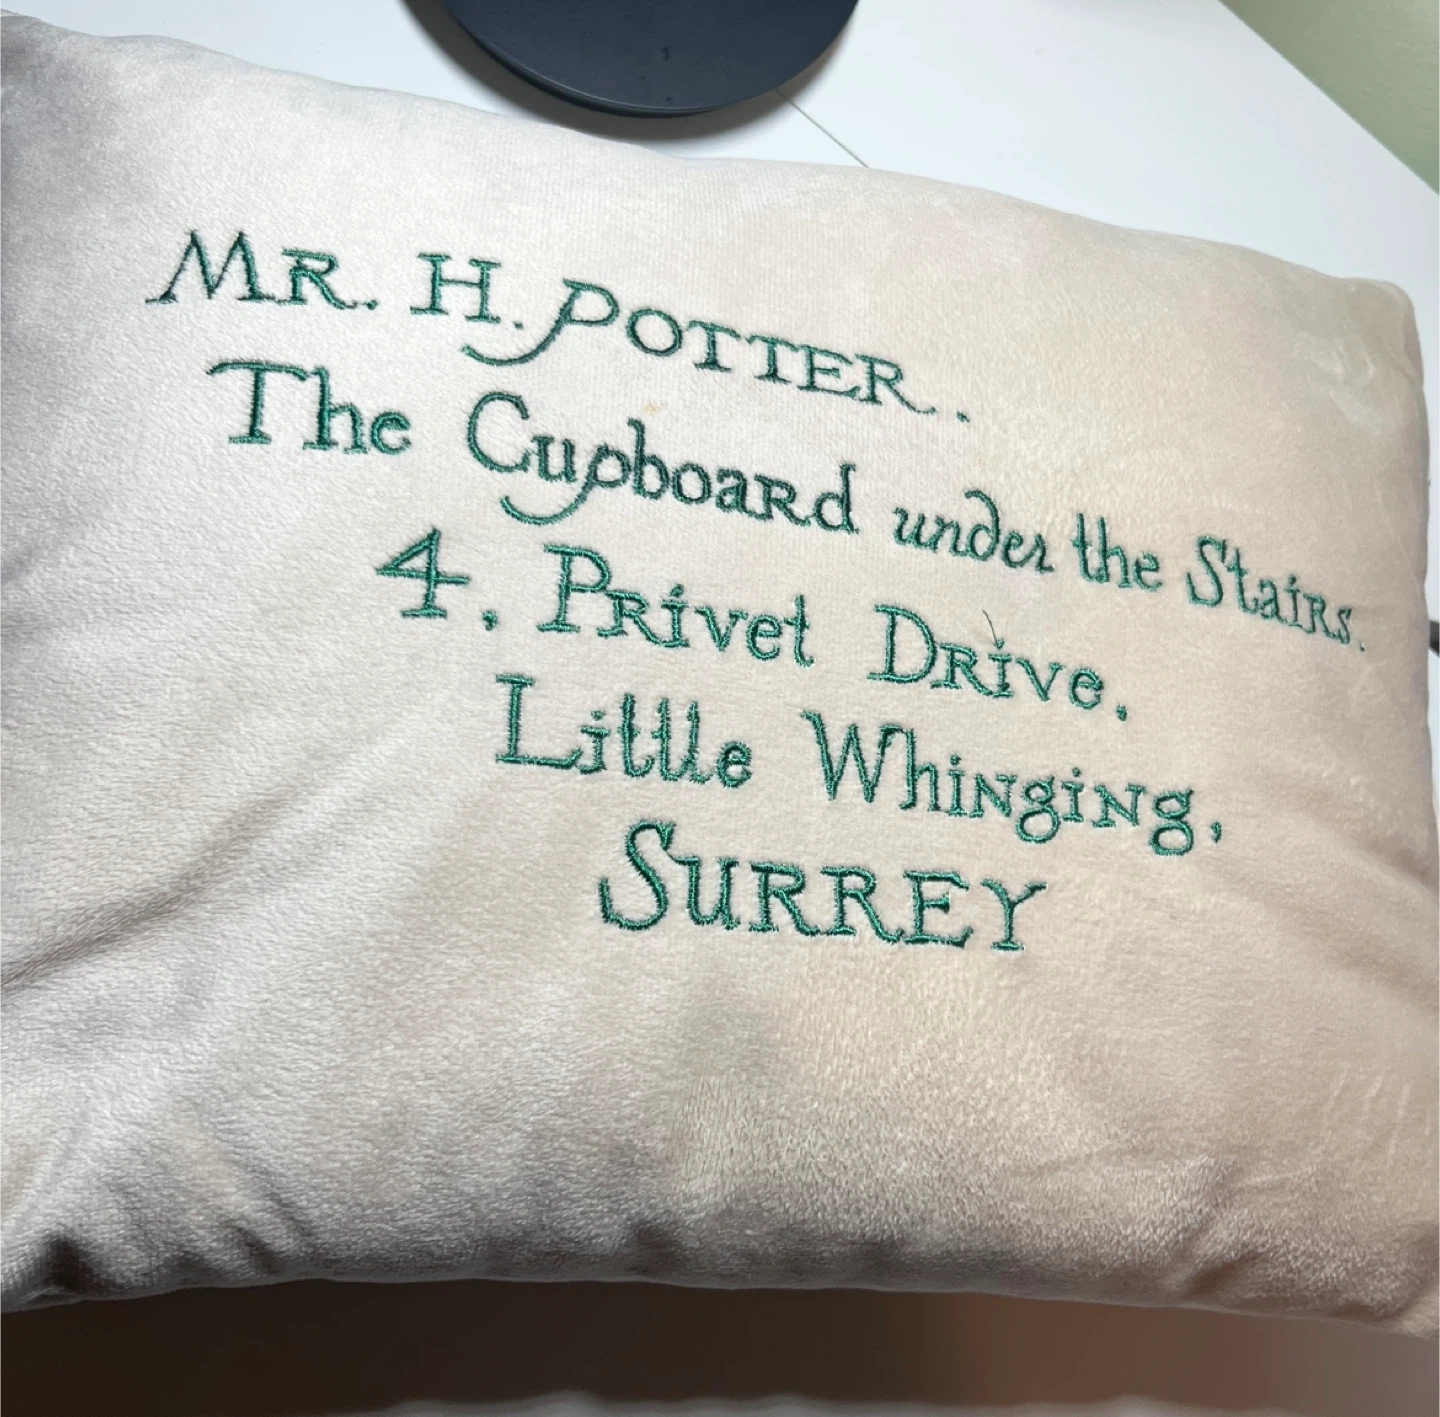 MR. H. POTTER.
The CupboaRd under the StaiRs.
4, PRivet DRive,
Little WhiNgiNg,
SURREY